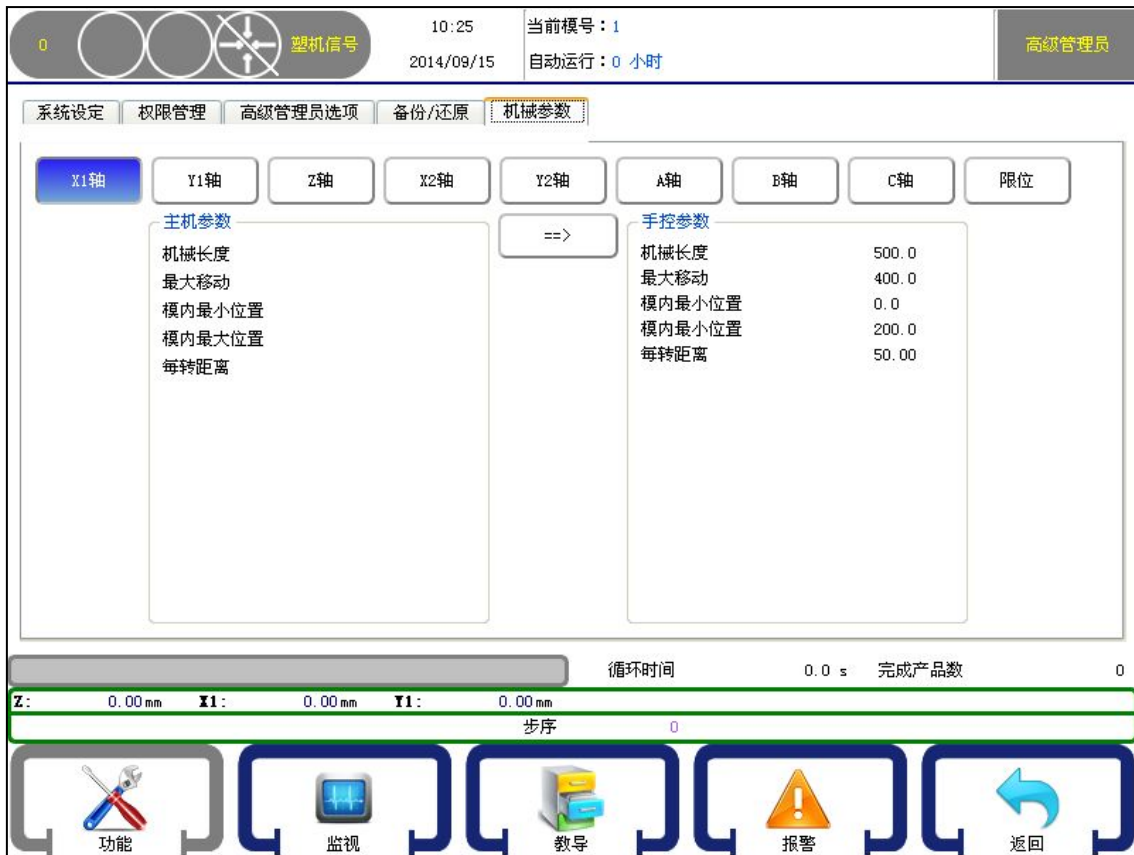 0 塑机信号
10:25
2014/09/15
当前模号：1
自动运行：0 小时
高级管理员
系统设定 权限管理 高级管理员选项 备份/还原 机械参数
X1轴 Y1轴 Z轴 X2轴 Y2轴 A轴 B轴 C轴 限位
主机参数
机械长度
最大移动
模内最小位置
模内最大位置
每转距离
==>
手控参数
机械长度 500.0
最大移动 400.0
模内最小位置 0.0
模内最小位置 200.0
每转距离 50.00
循环时间 0.0 s 完成产品数 0
Z: 0.00mm X1: 0.00mm Y1: 0.00mm
步序 0
功能 监视 教导 报警 返回